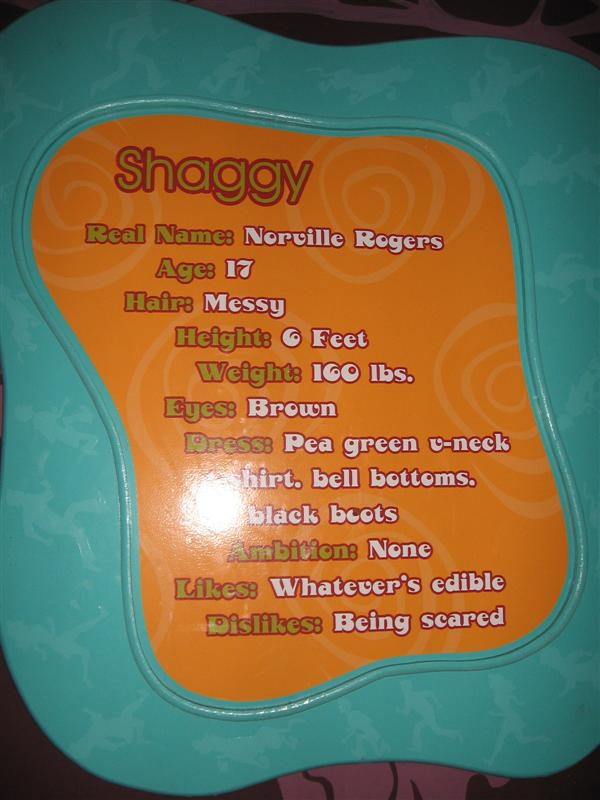 Shaggy
Real Name: Norville Rogers
Age: 17
Hair: Messy
Height: 6 Feet
Weight: 160 lbs.
Eyes: Brown
Dress: Pea green v-neck
shirt. bell bottoms.
black boots
Ambition: None
Likes: Whatever's edible
Dislikes: Being scared